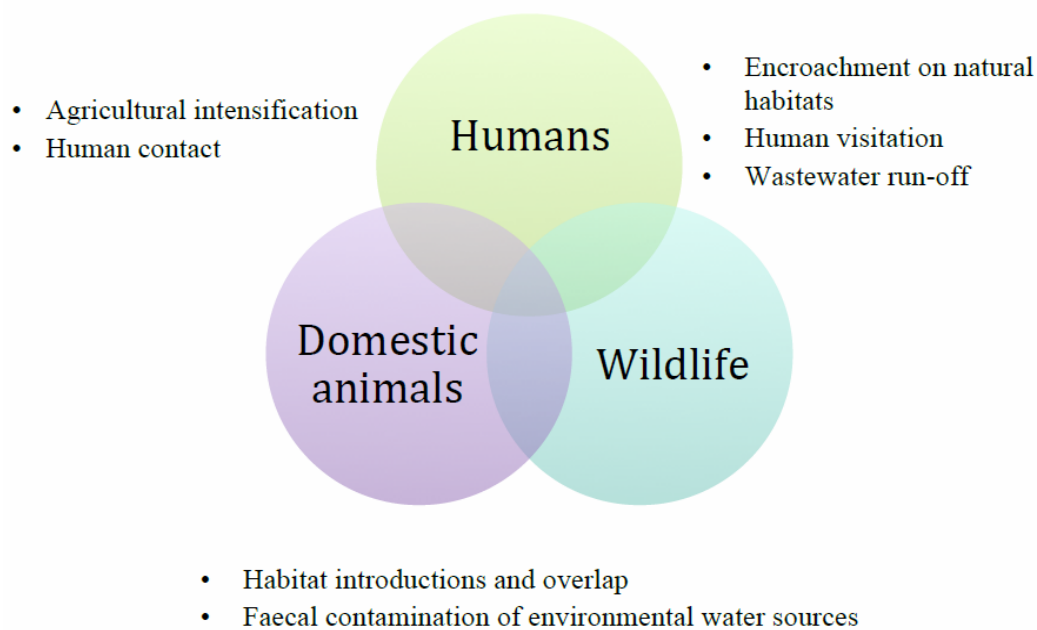 • Agricultural intensification
• Human contact
• Encroachment on natural
habitats
• Human visitation
• Wastewater run-off
Humans
Domestic
animals
Wildlife
• Habitat introductions and overlap
• Faecal contamination of environmental water sources